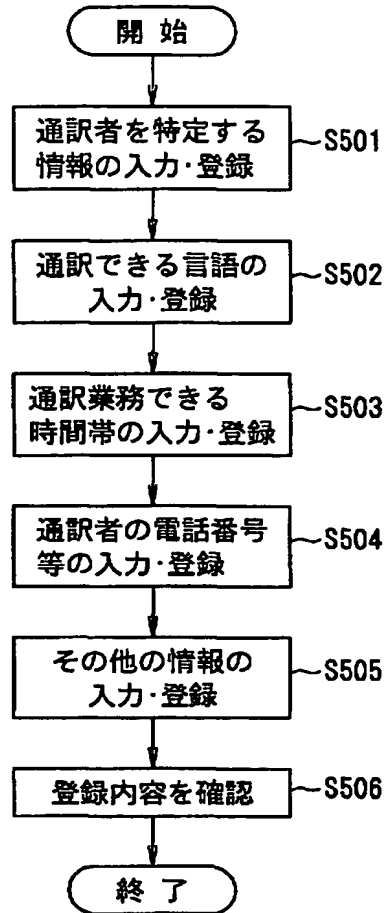 開 始
通訳者を特定する
情報の入力·登録
S501
通訳できる言語の
入力·登録
S502
通訳業務できる
時間帯の入力·登録
S503
通訳者の電話番号
等の入力·登録
S504
その他の情報の
入力·登録
S505
登録内容を確認
S506
終 了